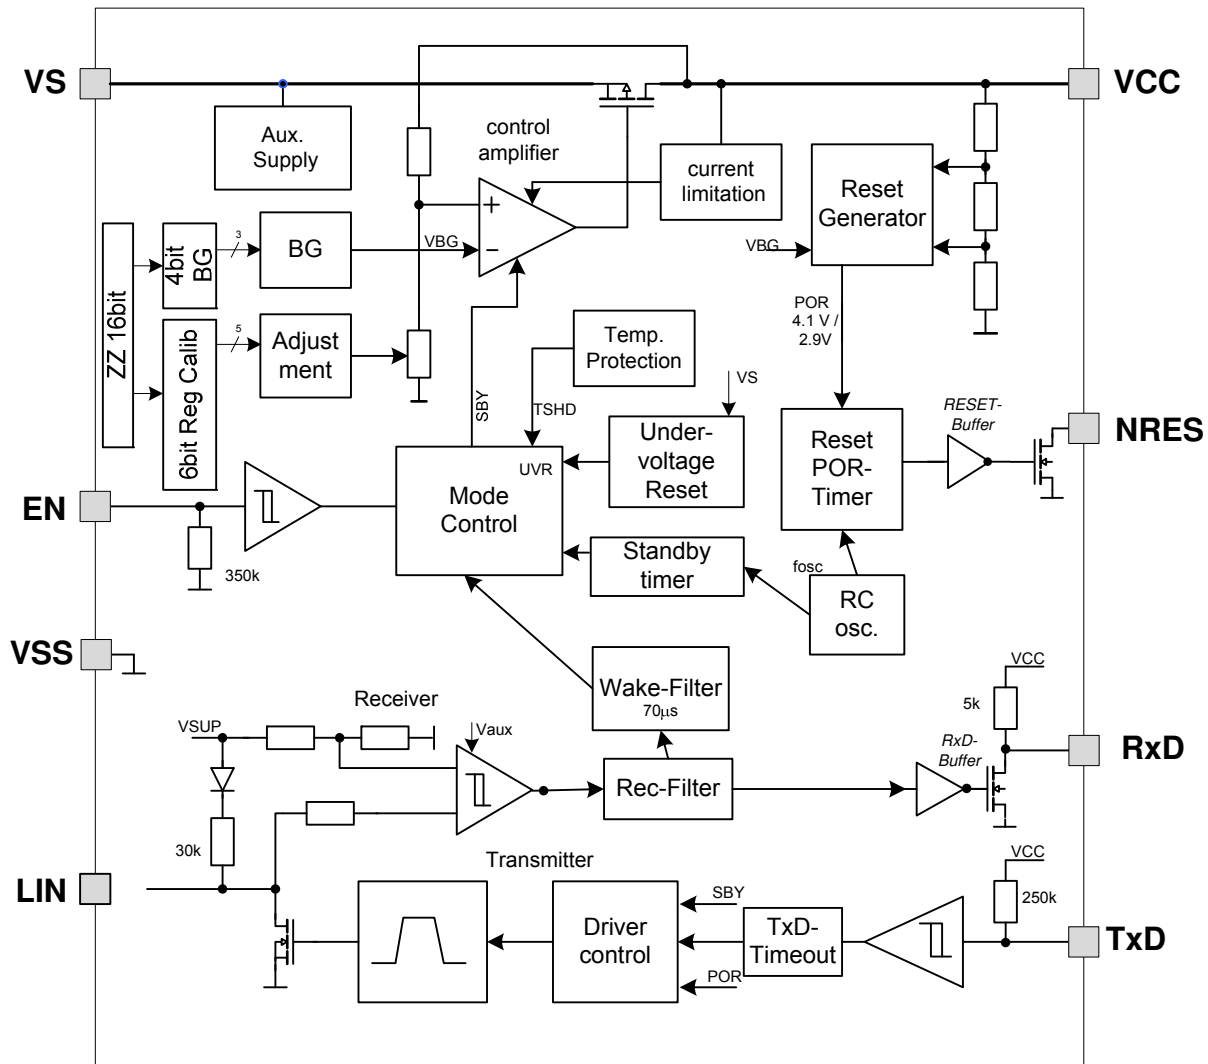 VS
VCC
Aux.
Supply
control
amplifier
current
limitation
Reset
Generator
+
−
VBG
VBG
ZZ 16bit
4bit
BG
3
BG
6bit Reg Calib
5
Adjust
ment
POR
4.1 V /
2.9V
Temp.
Protection
SBY
TSHD
VS
UVR
Under-
voltage
Reset
Mode
Control
Reset
POR-
Timer
RESET-
Buffer
NRES
EN
350k
Standby
timer
fosc
RC
osc.
VSS
Wake-Filter
70µs
Receiver
VSUP
Vaux
Rec-Filter
VCC
5k
RxD-
Buffer
RxD
30k
LIN
Transmitter
Driver
control
SBY
POR
TxD-
Timeout
VCC
250k
TxD